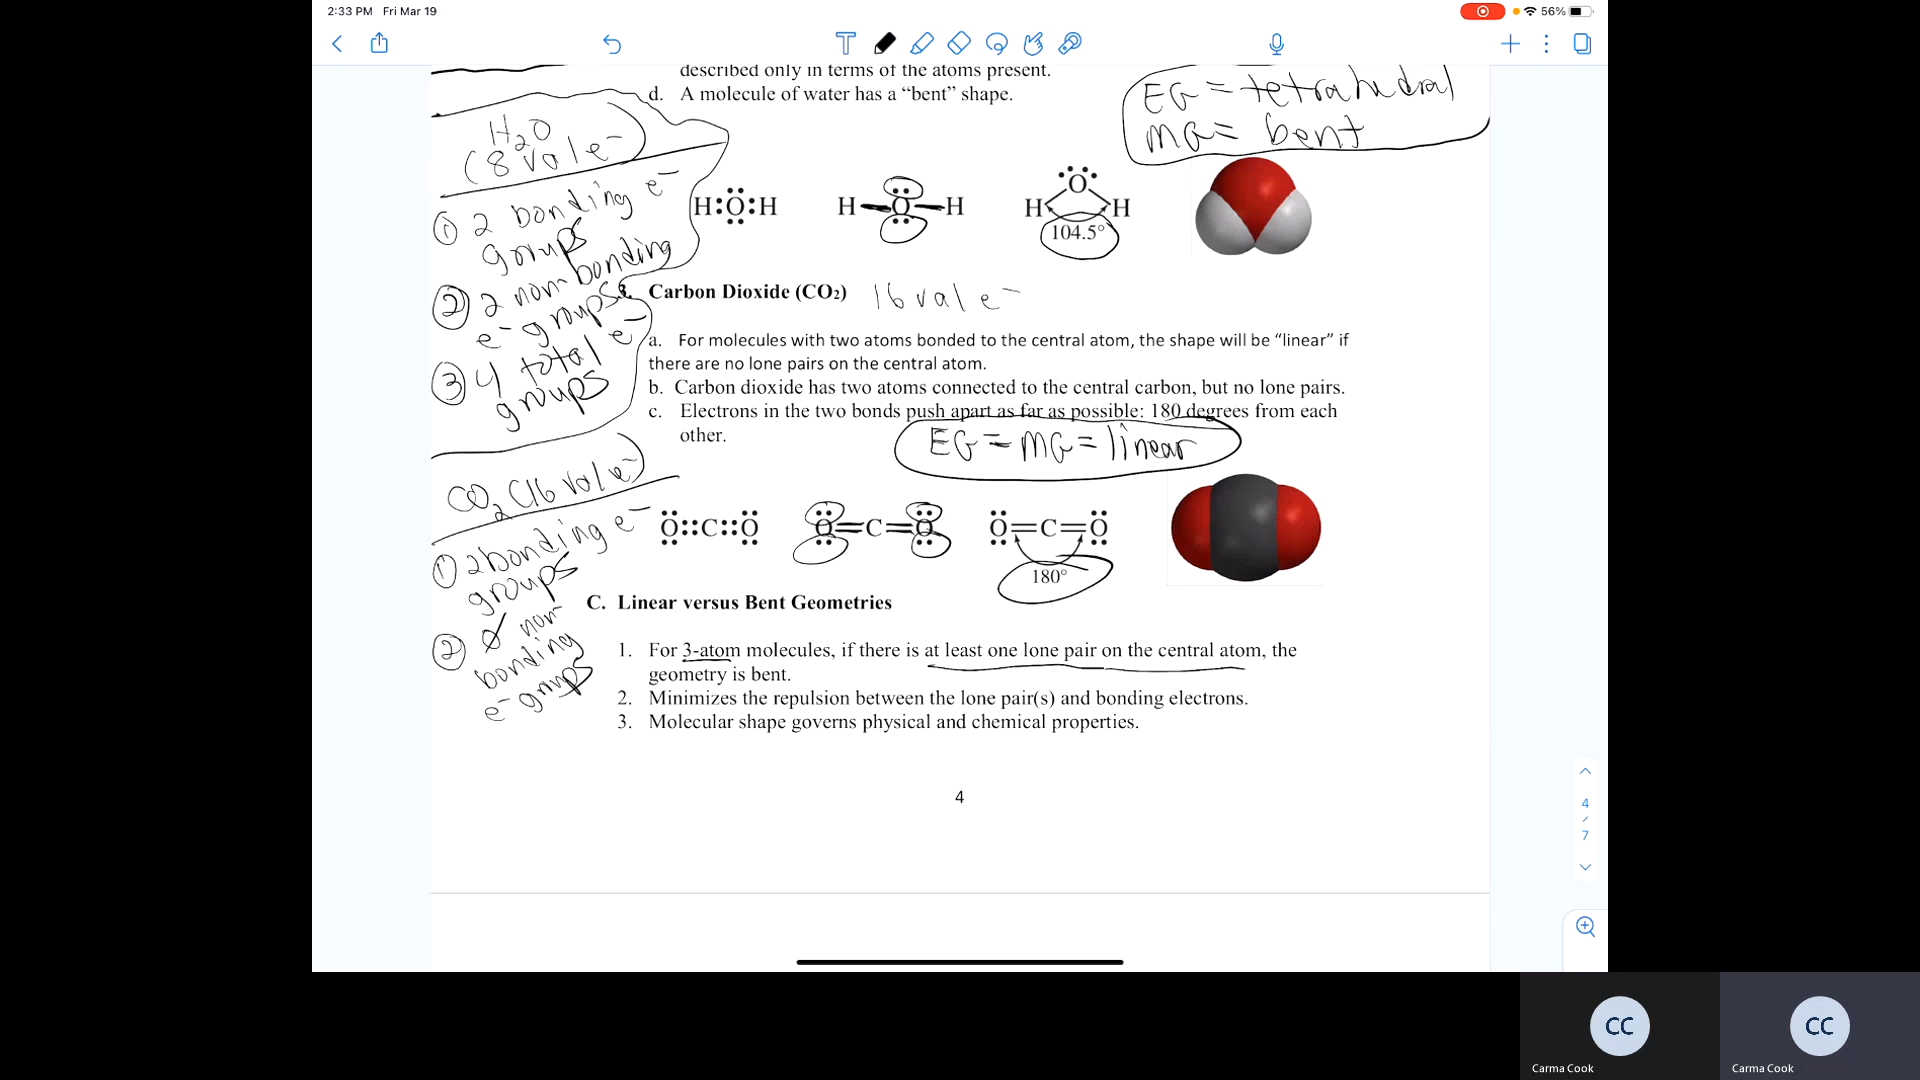 2:33 PM Fri Mar 19
56%
described only in terms of the atoms present.
d. A molecule of water has a “bent” shape.
EG = tetrahedral
MG = bent
H₂O
(8 val e⁻
① 2 bonding e⁻
groups
② 2 non-bonding
e⁻ groups
③ 4 total e⁻
groups
H:O:H
H—O—H
O
H H
104.5°
3. Carbon Dioxide (CO₂) 16 val e⁻
a. For molecules with two atoms bonded to the central atom, the shape will be “linear” if
there are no lone pairs on the central atom.
b. Carbon dioxide has two atoms connected to the central carbon, but no lone pairs.
c. Electrons in the two bonds push apart as far as possible: 180 degrees from each
other.
EG = MG = linear
CO₂ (16 val e⁻)
① 2 bonding e⁻
groups
② Ø non
bonding
e⁻ groups
O::C::O
O=C=O
O=C=O
180°
C. Linear versus Bent Geometries
1. For 3-atom molecules, if there is at least one lone pair on the central atom, the
geometry is bent.
2. Minimizes the repulsion between the lone pair(s) and bonding electrons.
3. Molecular shape governs physical and chemical properties.
4
4
/
7
CC
Carma Cook
CC
Carma Cook